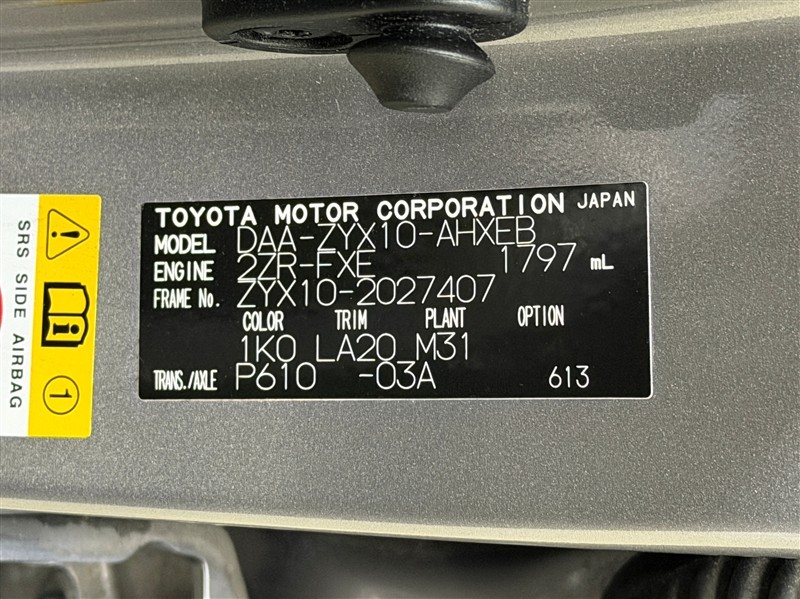 TOYOTA MOTOR CORPORATION JAPAN
MODEL DAA-ZYX10-AHXEB
ENGINE 2ZR-FXE 1797 mL
FRAME No. ZYX10-2027407
COLOR TRIM PLANT OPTION
1K0 LA20 M31
TRANS./AXLE P610 -03A 613
SRS SIDE AIRBAG
1